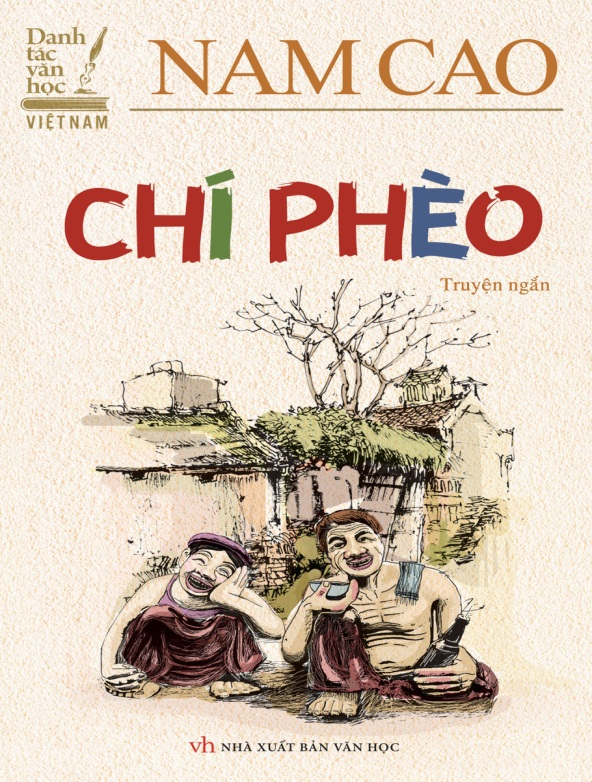 Danh
tác
văn
học
VIỆT NAM
NAM CAO
CHÍ PHÈO
Truyện ngắn
vh NHÀ XUẤT BẢN VĂN HỌC